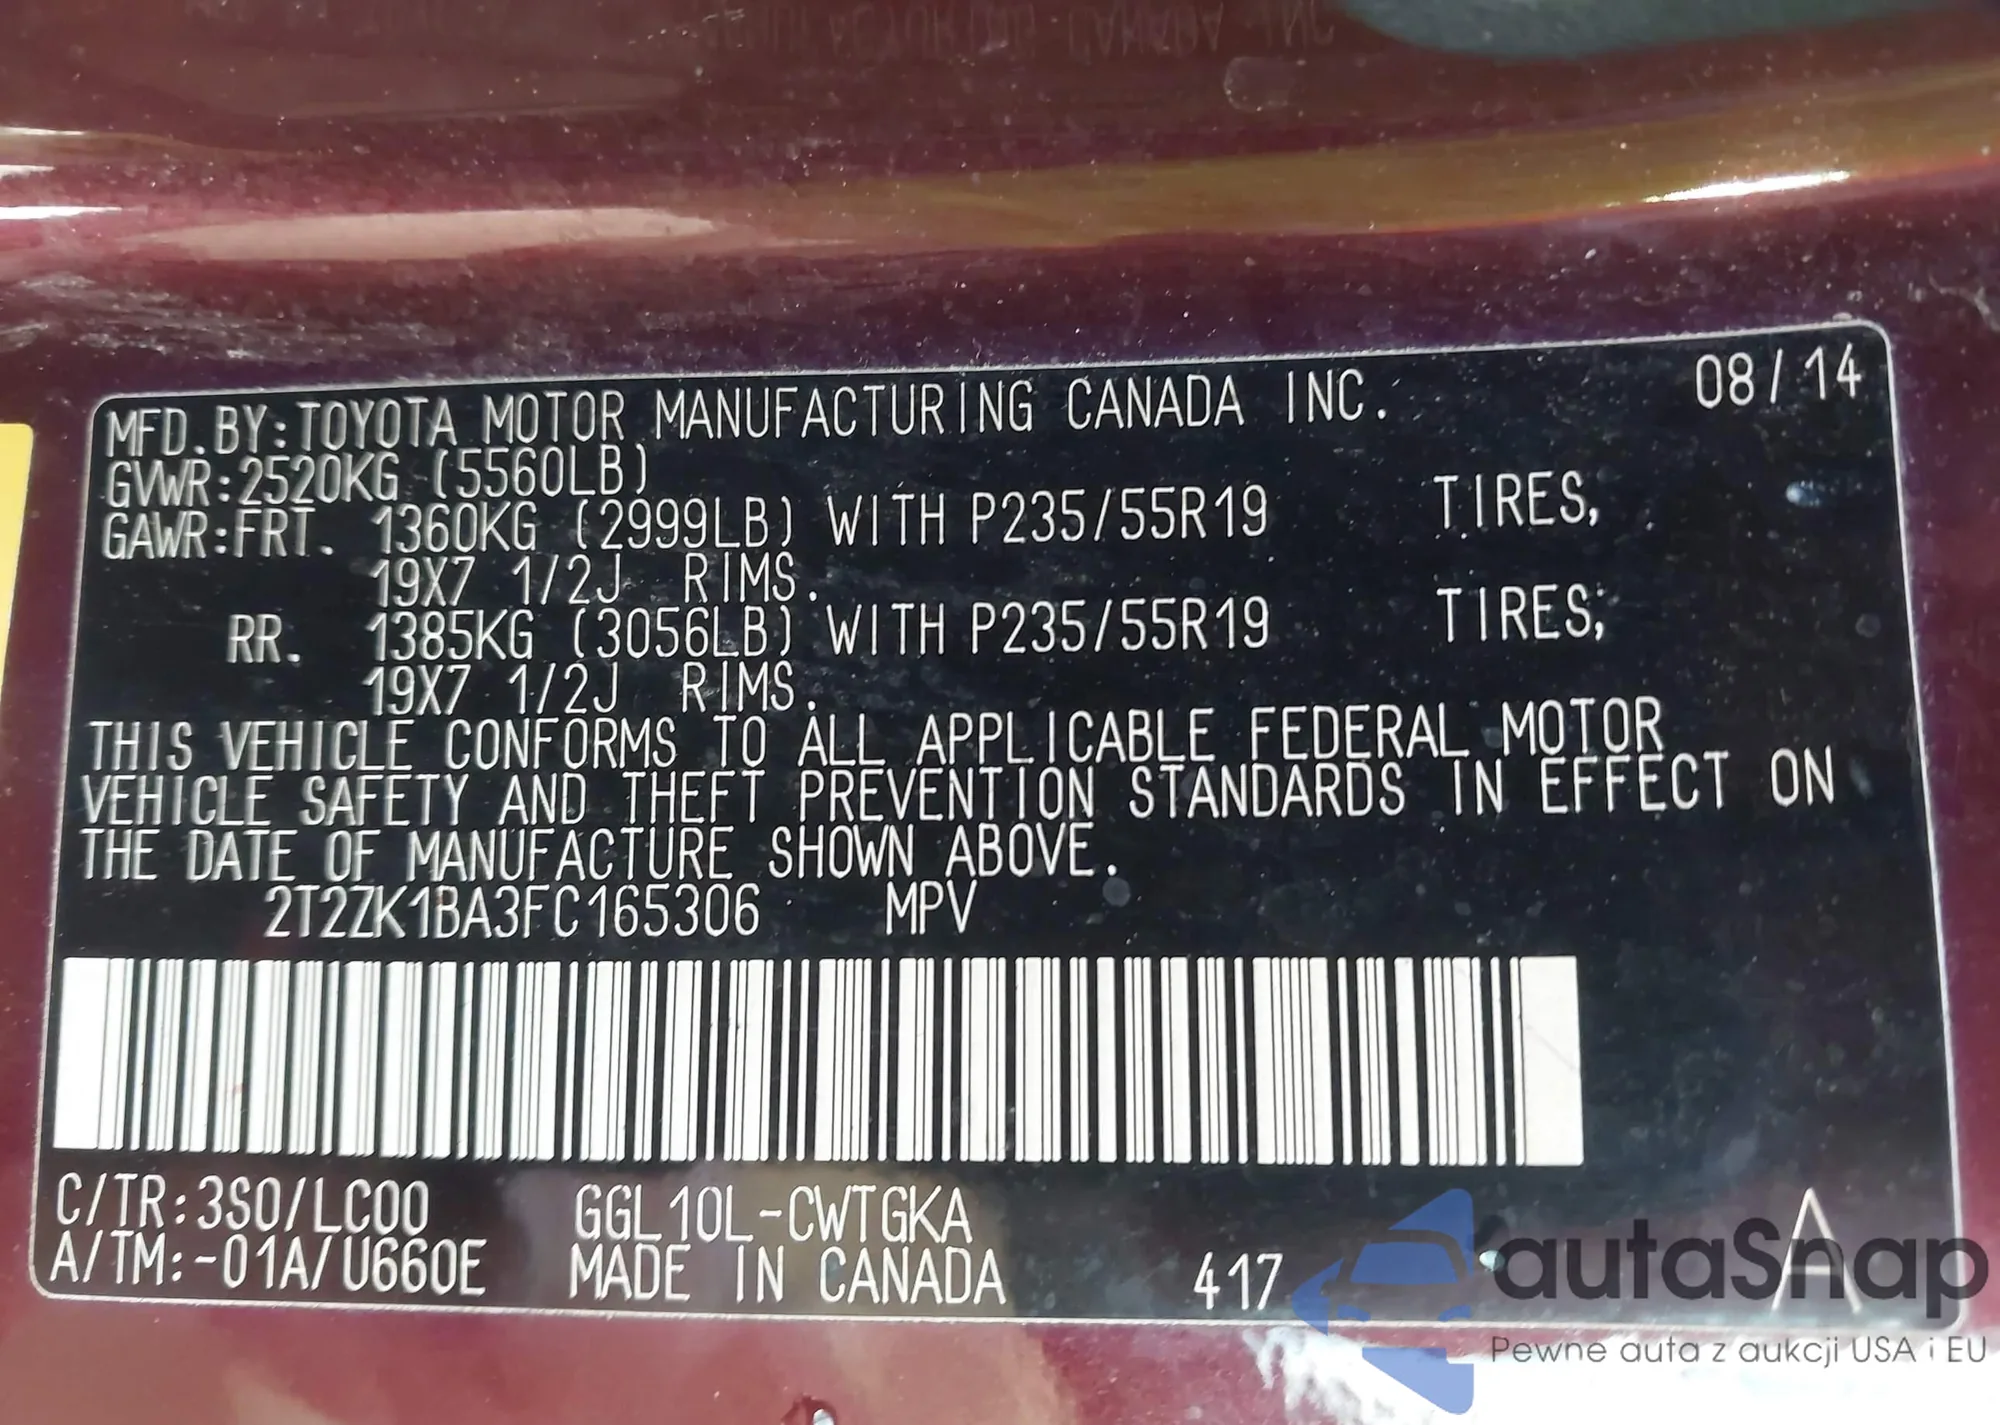 MFD.BY:TOYOTA MOTOR MANUFACTURING CANADA INC. 08/14
GVWR:2520KG (5560LB)
GAWR:FRT. 1360KG (2999LB) WITH P235/55R19 TIRES,
19X7 1/2J RIMS.
RR. 1385KG (3056LB) WITH P235/55R19 TIRES,
19X7 1/2J RIMS.
THIS VEHICLE CONFORMS TO ALL APPLICABLE FEDERAL MOTOR
VEHICLE SAFETY AND THEFT PREVENTION STANDARDS IN EFFECT ON
THE DATE OF MANUFACTURE SHOWN ABOVE.
2T2ZK1BA3FC165306 MPV
C/TR:3S0/LC00 GGL10L-CWTGKA
A/TM:-01A/U660E MADE IN CANADA 417 A
autaSnap
Pewne auta z aukcji USA i EU